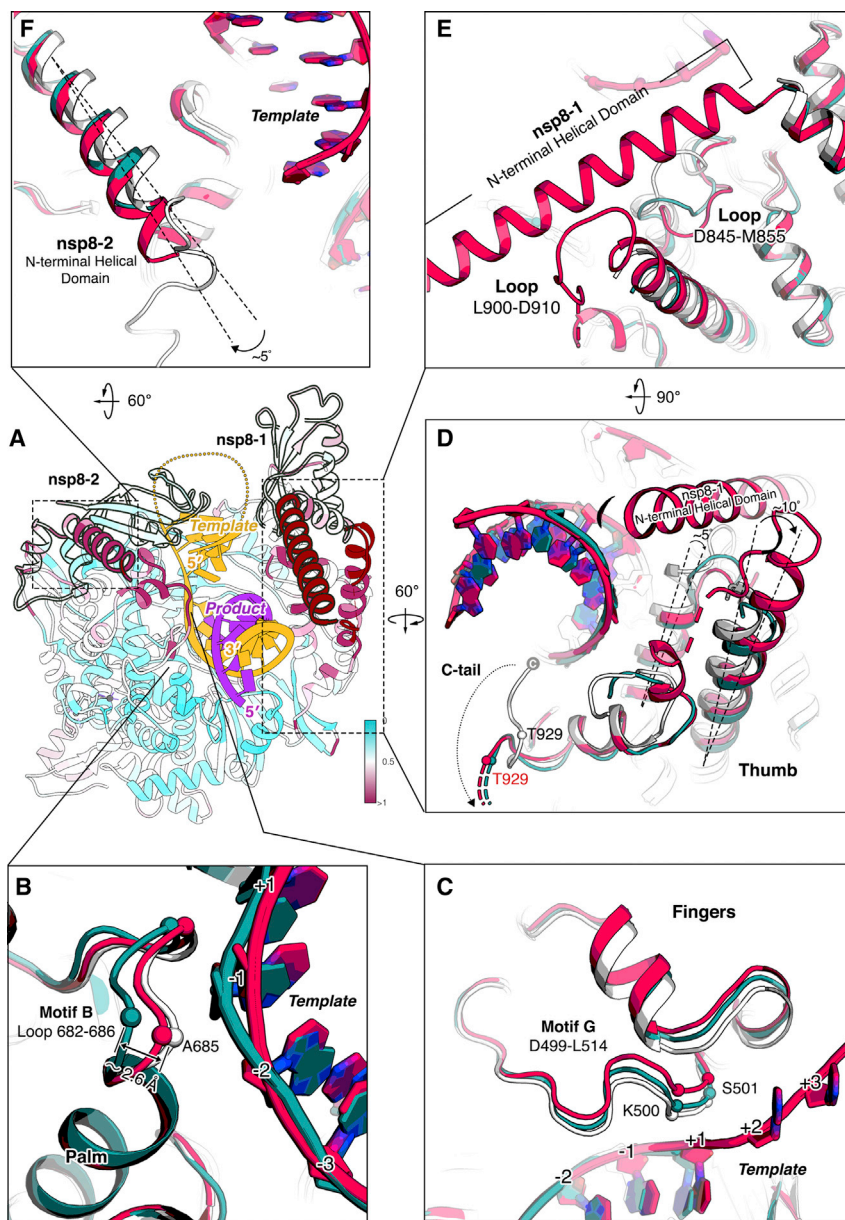 F
Template
nsp8-2
N-terminal Helical
Domain
~5°
E
nsp8-1
N-terminal Helical Domain
Loop
D845-M855
Loop
L900-D910
60°
90°
A
nsp8-1
nsp8-2
Template
5'
Product
3'
5'
0
0.5
>1
60°
D
nsp8-1
N-terminal Helical Domain
~10°
~5°
C-tail
C
T929
T929
Thumb
B
+1
-1
Template
Motif B
Loop 682-686
A685
~ 2.6 Å
-2
Palm
-3
C
Fingers
Motif G
D499-L514
S501
K500
+3
+2
+1
-1
-2
Template